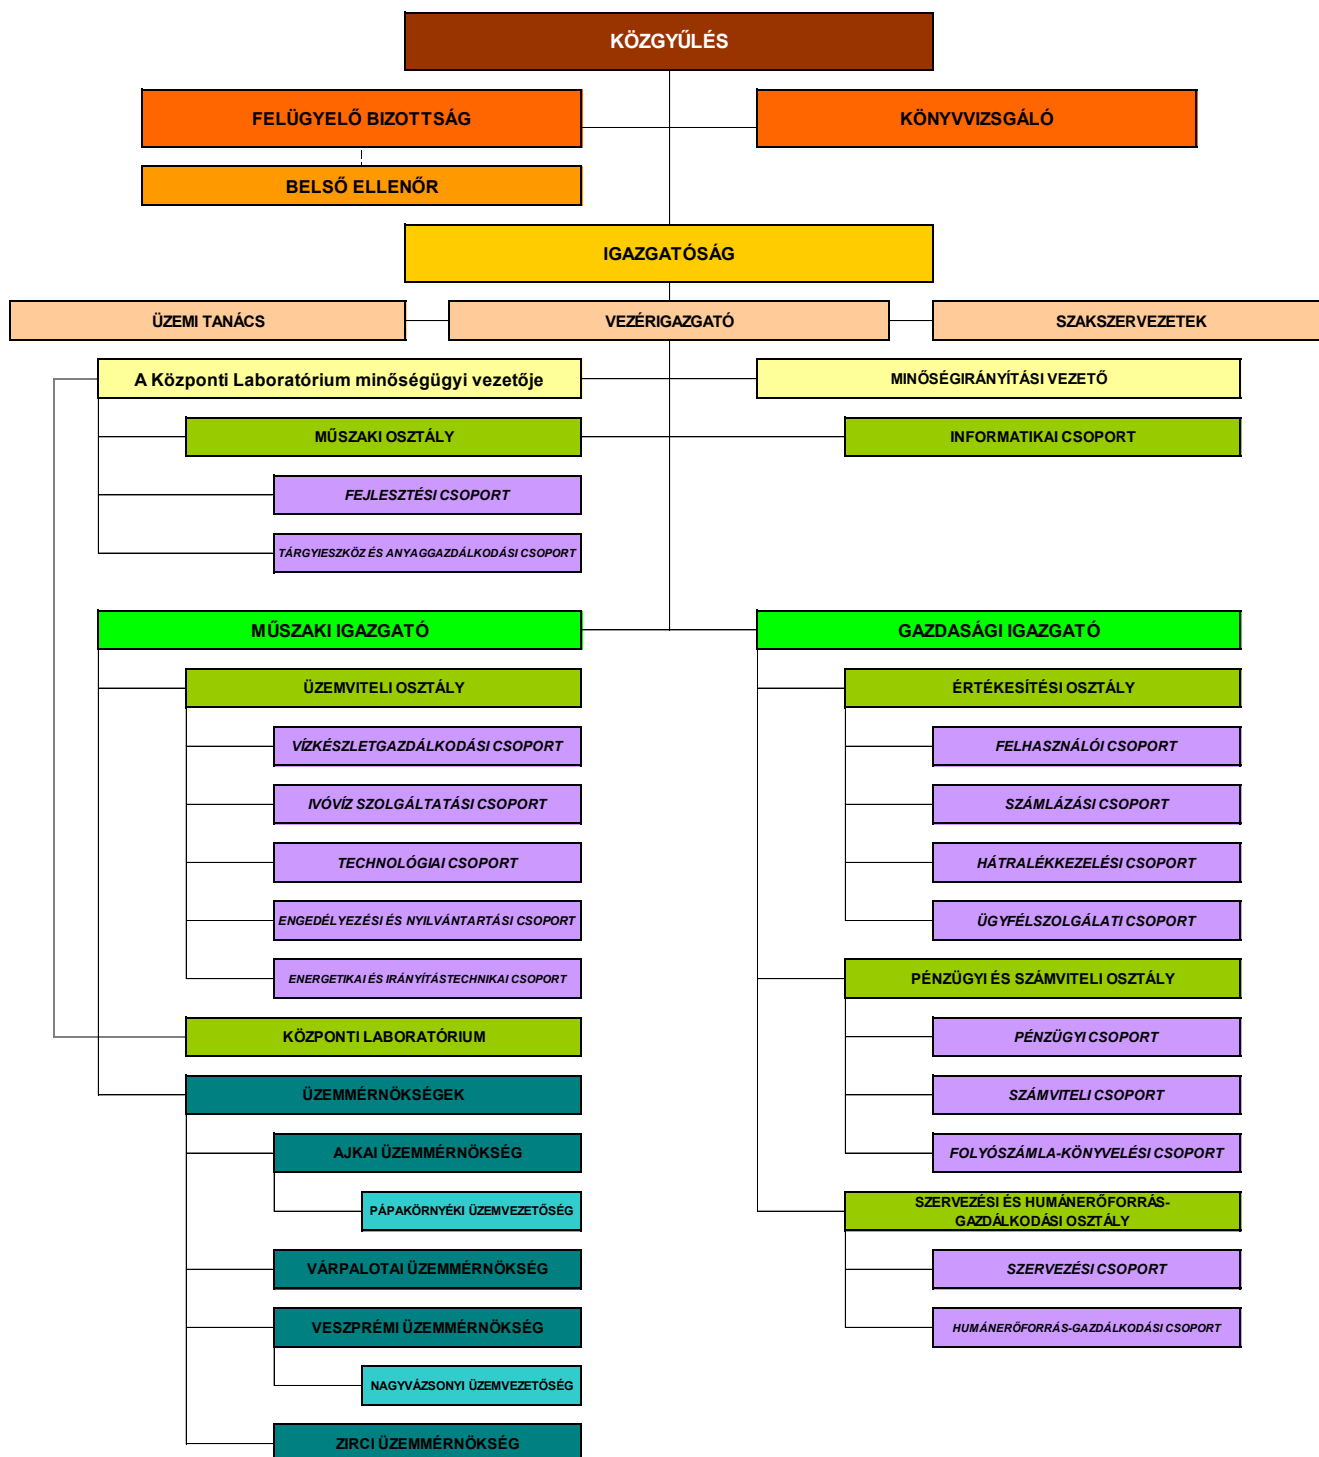 KÖZGYŰLÉS
FELÜGYELŐ BIZOTTSÁG
KÖNYVVIZSGÁLÓ
BELSŐ ELLENŐR
IGAZGATÓSÁG
ÜZEMI TANÁCS
VEZÉRIGAZGATÓ
SZAKSZERVEZETEK
A Központi Laboratórium minőségügyi vezetője
MINŐSÉGIRÁNYÍTÁSI VEZETŐ
MŰSZAKI OSZTÁLY
INFORMATIKAI CSOPORT
FEJLESZTÉSI CSOPORT
TÁRGYIESZKÖZ ÉS ANYAGGAZDÁLKODÁSI CSOPORT
MŰSZAKI IGAZGATÓ
GAZDASÁGI IGAZGATÓ
ÜZEMVITELI OSZTÁLY
ÉRTÉKESÍTÉSI OSZTÁLY
VÍZKÉSZLETGAZDÁLKODÁSI CSOPORT
FELHASZNÁLÓI CSOPORT
IVÓVÍZ SZOLGÁLTATÁSI CSOPORT
SZÁMLÁZÁSI CSOPORT
TECHNOLÓGIAI CSOPORT
HÁTRALÉKKEZELÉSI CSOPORT
ENGEDÉLYEZÉSI ÉS NYILVÁNTARTÁSI CSOPORT
ÜGYFÉLSZOLGÁLATI CSOPORT
ENERGETIKAI ÉS IRÁNYÍTÁSTECHNIKAI CSOPORT
PÉNZÜGYI ÉS SZÁMVITELI OSZTÁLY
KÖZPONTI LABORATÓRIUM
PÉNZÜGYI CSOPORT
ÜZEMMÉRNÖKSÉGEK
SZÁMVITELI CSOPORT
AJKAI ÜZEMMÉRNÖKSÉG
FOLYÓSZÁMLA-KÖNYVELÉSI CSOPORT
PÁPAKÖRNYÉKI ÜZEMVEZETŐSÉG
SZERVEZÉSI ÉS HUMÁNERŐFORRÁS-
GAZDÁLKODÁSI OSZTÁLY
VÁRPALOTAI ÜZEMMÉRNÖKSÉG
SZERVEZÉSI CSOPORT
VESZPRÉMI ÜZEMMÉRNÖKSÉG
HUMÁNERŐFORRÁS-GAZDÁLKODÁSI CSOPORT
NAGYVÁZSONYI ÜZEMVEZETŐSÉG
ZIRCI ÜZEMMÉRNÖKSÉG